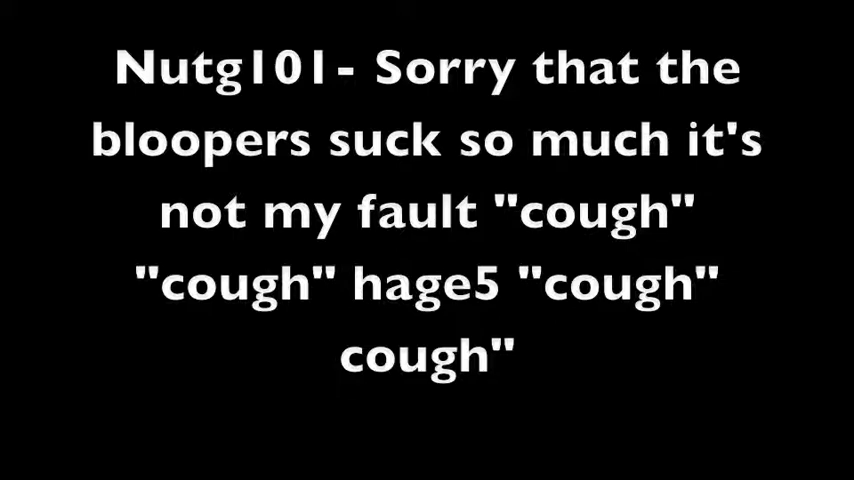 Nutg101- Sorry that the
bloopers suck so much it's
not my fault "cough"
"cough" hage5 "cough"
cough"